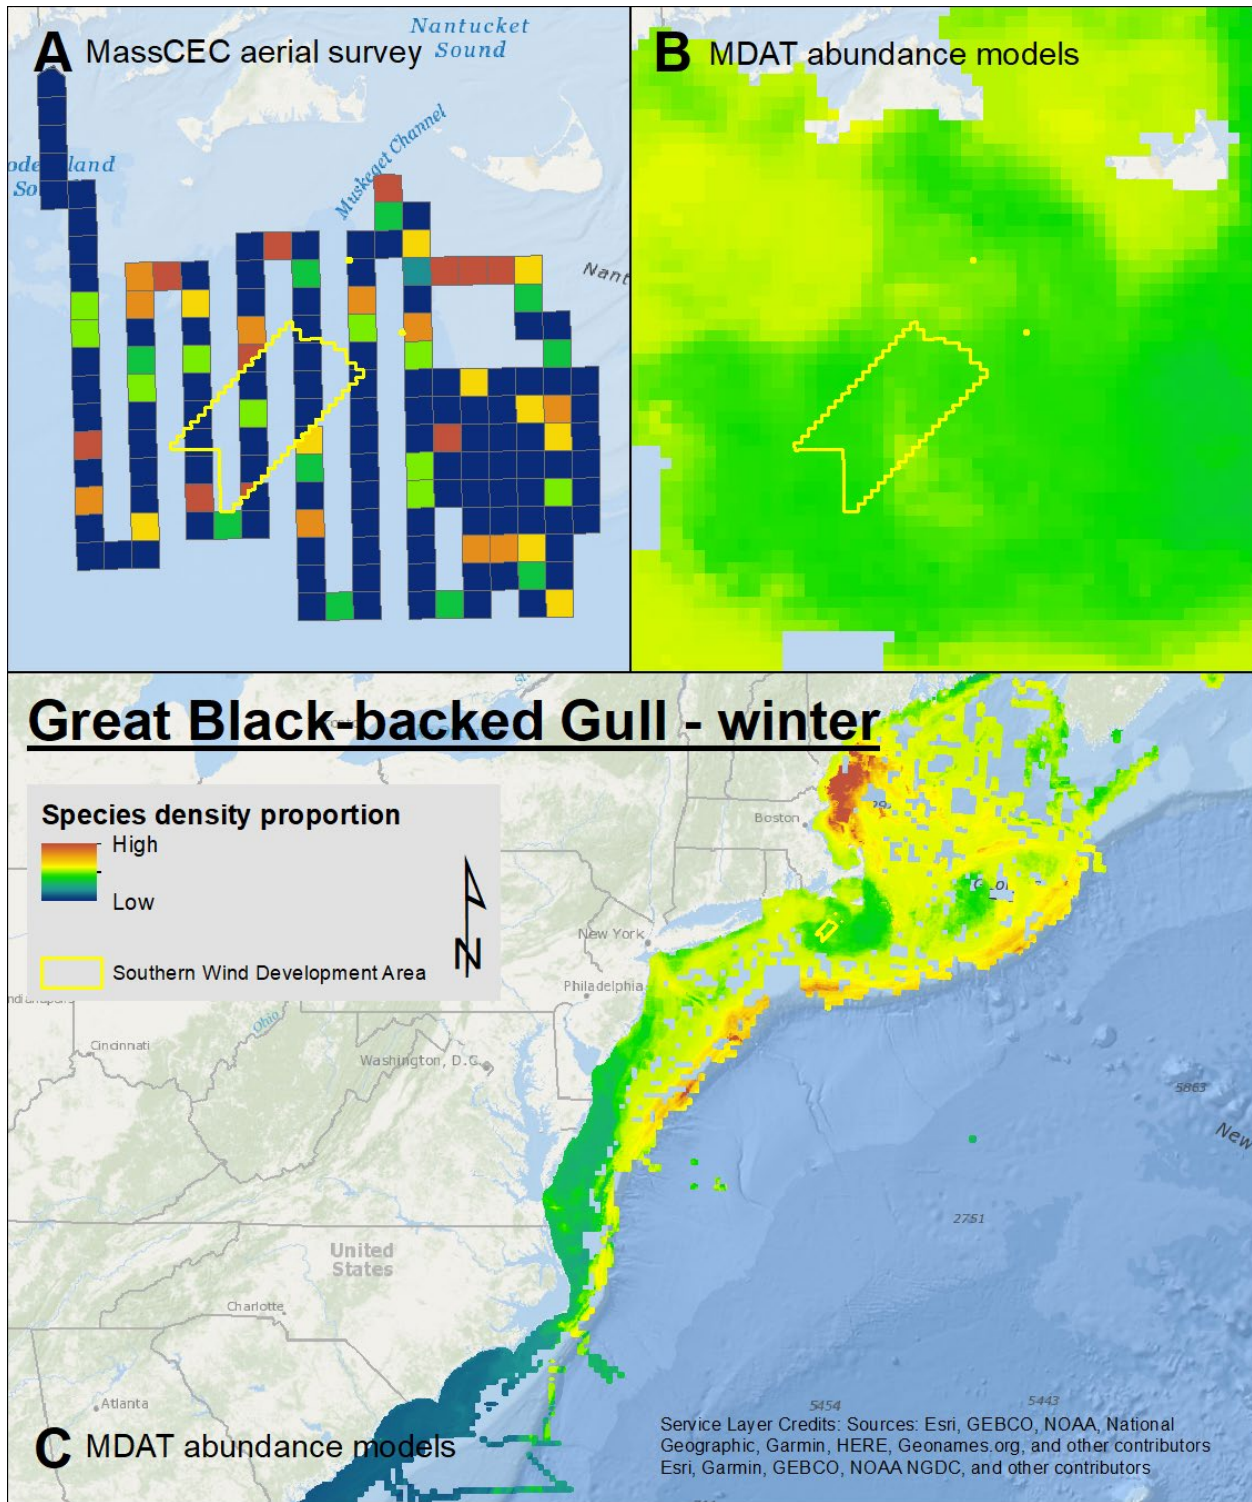 A MassCEC aerial survey
Nantucket
Sound
Muskeget Channel
Nant
B MDAT abundance models
Great Black-backed Gull - winter
Species density proportion
High
Low
N
Southern Wind Development Area
Boston
New York
Philadelphia
Ohio
Cincinnati
Washington, D.C.
5863
New
2751
United
States
Charlotte
Atlanta
5454
5443
C MDAT abundance models
Service Layer Credits: Sources: Esri, GEBCO, NOAA, National
Geographic, Garmin, HERE, Geonames.org, and other contributors
Esri, Garmin, GEBCO, NOAA NGDC, and other contributors